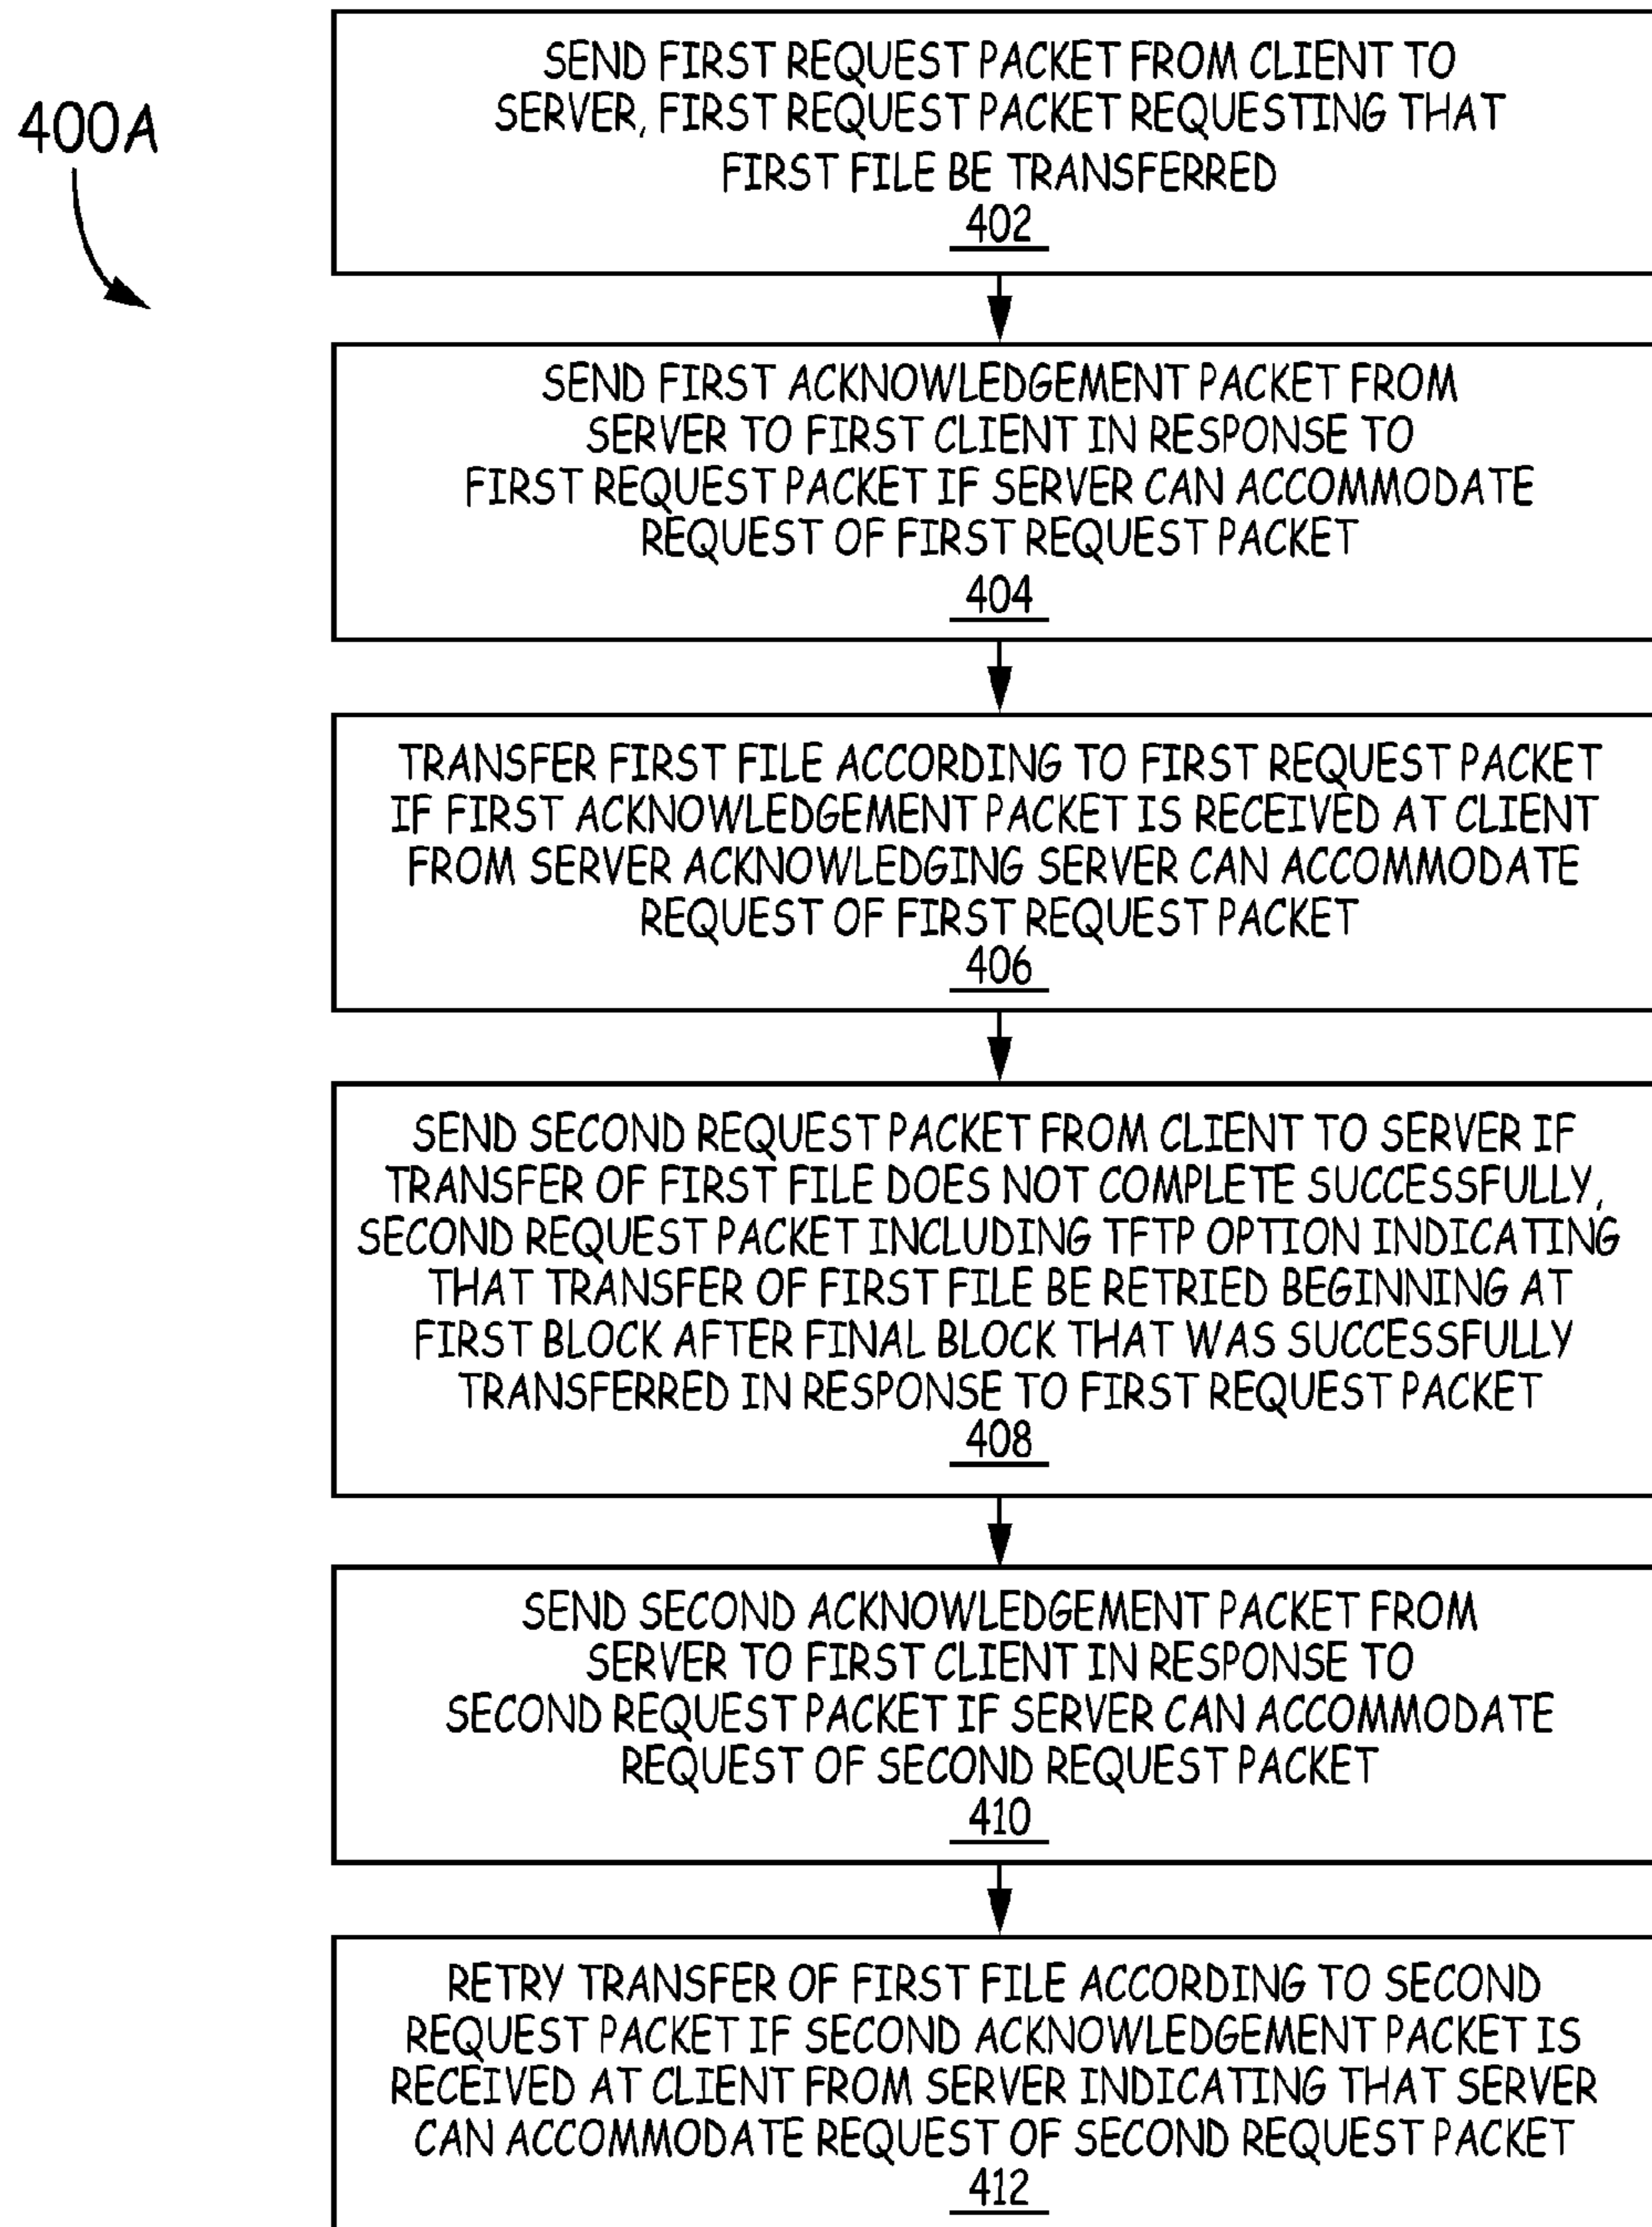 400A
SEND FIRST REQUEST PACKET FROM CLIENT TO
SERVER, FIRST REQUEST PACKET REQUESTING THAT
FIRST FILE BE TRANSFERRED
402
SEND FIRST ACKNOWLEDGEMENT PACKET FROM
SERVER TO FIRST CLIENT IN RESPONSE TO
FIRST REQUEST PACKET IF SERVER CAN ACCOMMODATE
REQUEST OF FIRST REQUEST PACKET
404
TRANSFER FIRST FILE ACCORDING TO FIRST REQUEST PACKET
IF FIRST ACKNOWLEDGEMENT PACKET IS RECEIVED AT CLIENT
FROM SERVER ACKNOWLEDGING SERVER CAN ACCOMMODATE
REQUEST OF FIRST REQUEST PACKET
406
SEND SECOND REQUEST PACKET FROM CLIENT TO SERVER IF
TRANSFER OF FIRST FILE DOES NOT COMPLETE SUCCESSFULLY,
SECOND REQUEST PACKET INCLUDING TFTP OPTION INDICATING
THAT TRANSFER OF FIRST FILE BE RETRIED BEGINNING AT
FIRST BLOCK AFTER FINAL BLOCK THAT WAS SUCCESSFULLY
TRANSFERRED IN RESPONSE TO FIRST REQUEST PACKET
408
SEND SECOND ACKNOWLEDGEMENT PACKET FROM
SERVER TO FIRST CLIENT IN RESPONSE TO
SECOND REQUEST PACKET IF SERVER CAN ACCOMMODATE
REQUEST OF SECOND REQUEST PACKET
410
RETRY TRANSFER OF FIRST FILE ACCORDING TO SECOND
REQUEST PACKET IF SECOND ACKNOWLEDGEMENT PACKET IS
RECEIVED AT CLIENT FROM SERVER INDICATING THAT SERVER
CAN ACCOMMODATE REQUEST OF SECOND REQUEST PACKET
412